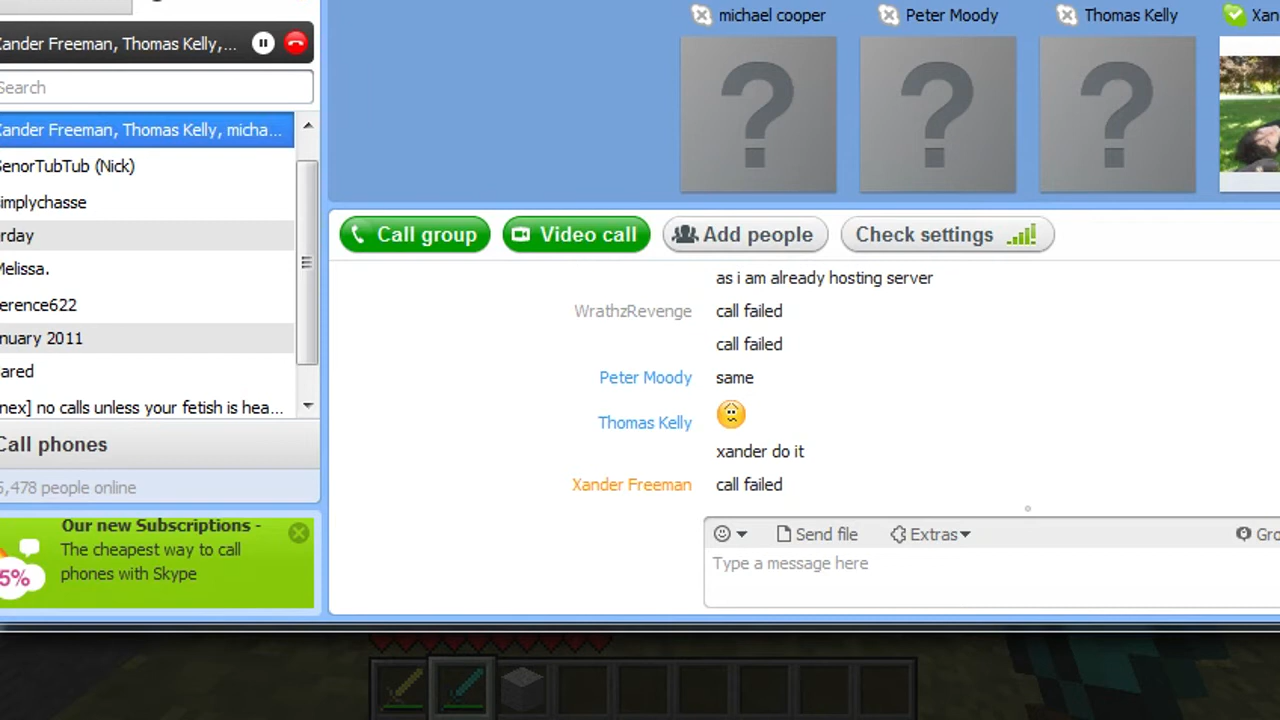 michael cooper
Peter Moody
Thomas Kelly
Xan
Xander Freeman, Thomas Kelly,...
Search
Xander Freeman, Thomas Kelly, micha...
SenorTubTub (Nick)
simplychasse
rday
Melissa.
erence622
nuary 2011
ared
nex] no calls unless your fetish is hea...
Call phones
5,478 people online
Our new Subscriptions -
The cheapest way to call
phones with Skype
5%
Call group
Video call
Add people
Check settings
as i am already hosting server
WrathzRevenge call failed
call failed
Peter Moody same
Thomas Kelly
xander do it
Xander Freeman call failed
Send file
Extras
Gro
Type a message here